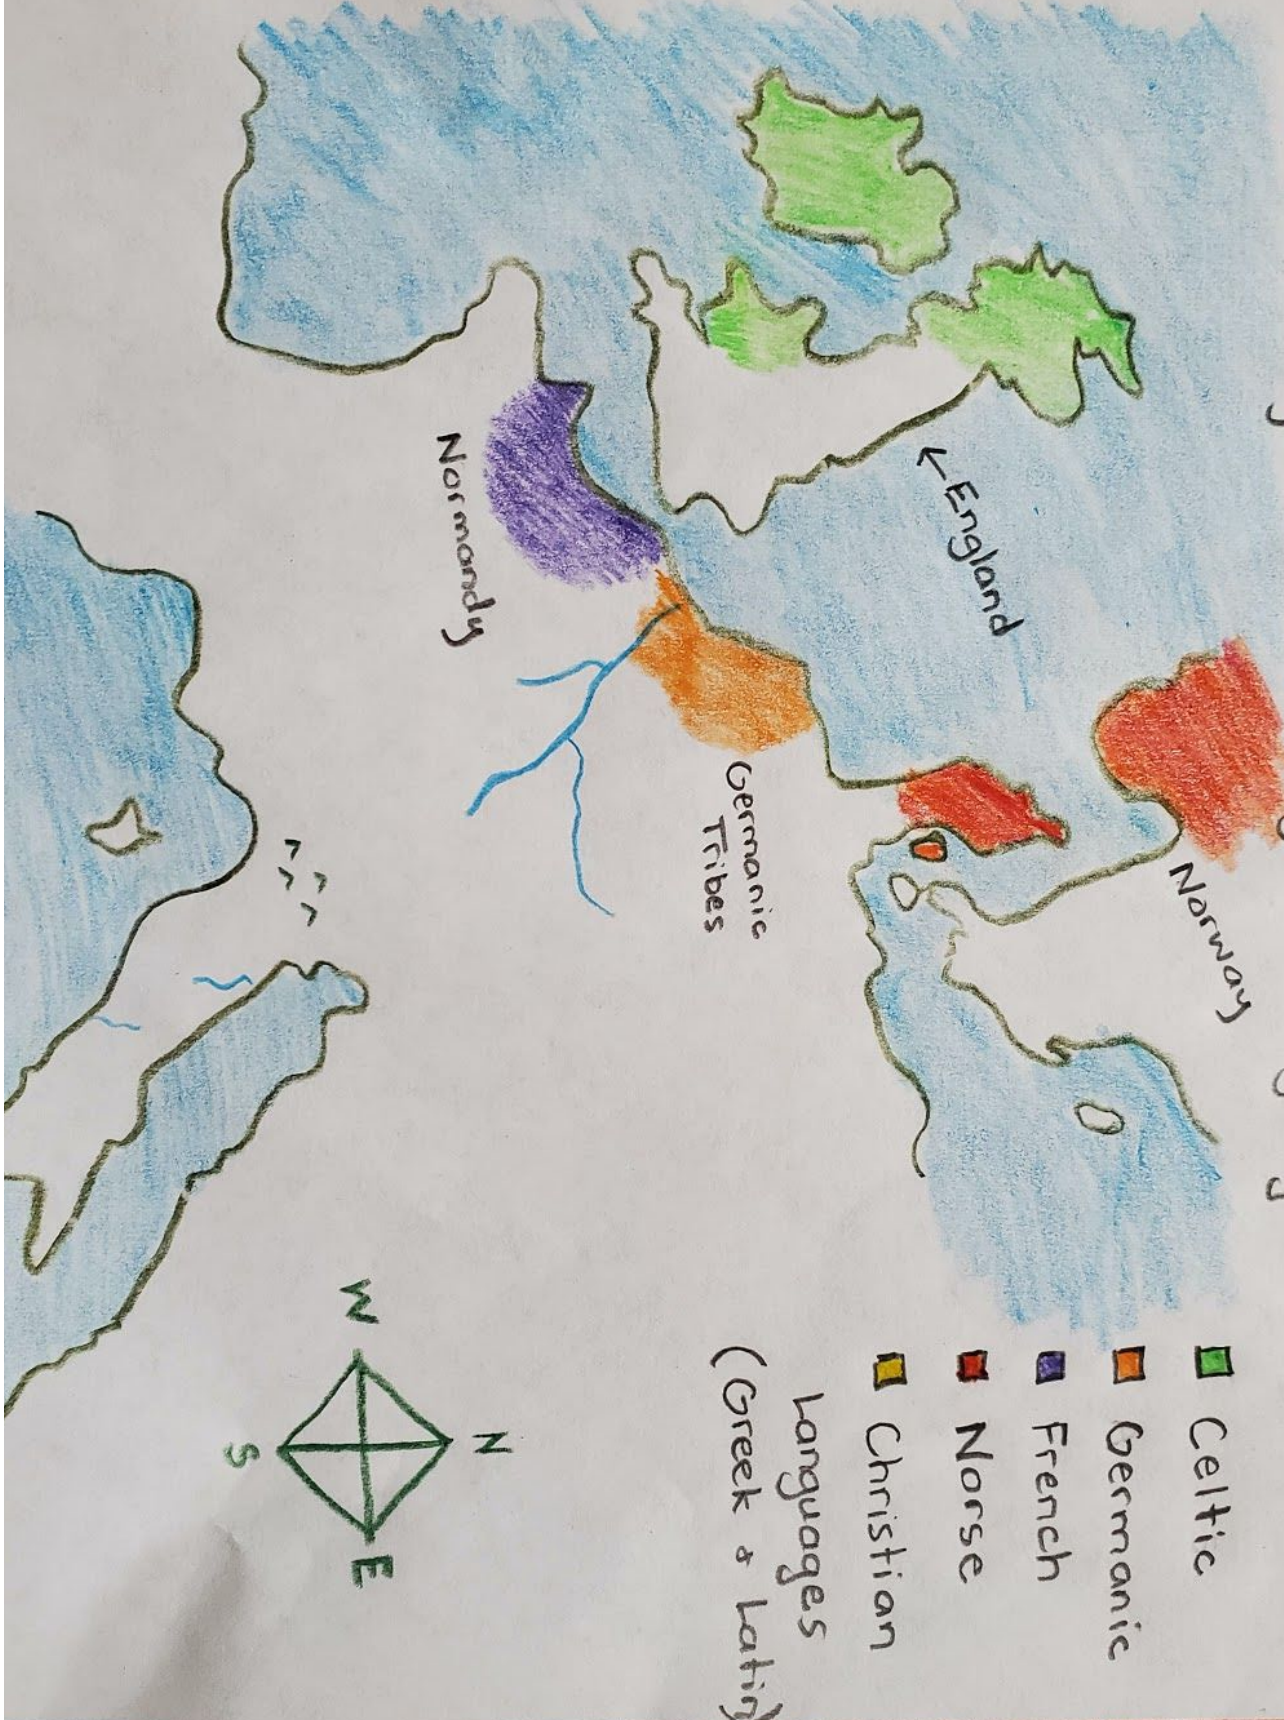 ← England
Norway
Normandy
Germanic
Tribes
Celtic
Germanic
French
Norse
Christian
Languages
(Greek & Latin)
W
N
S
E